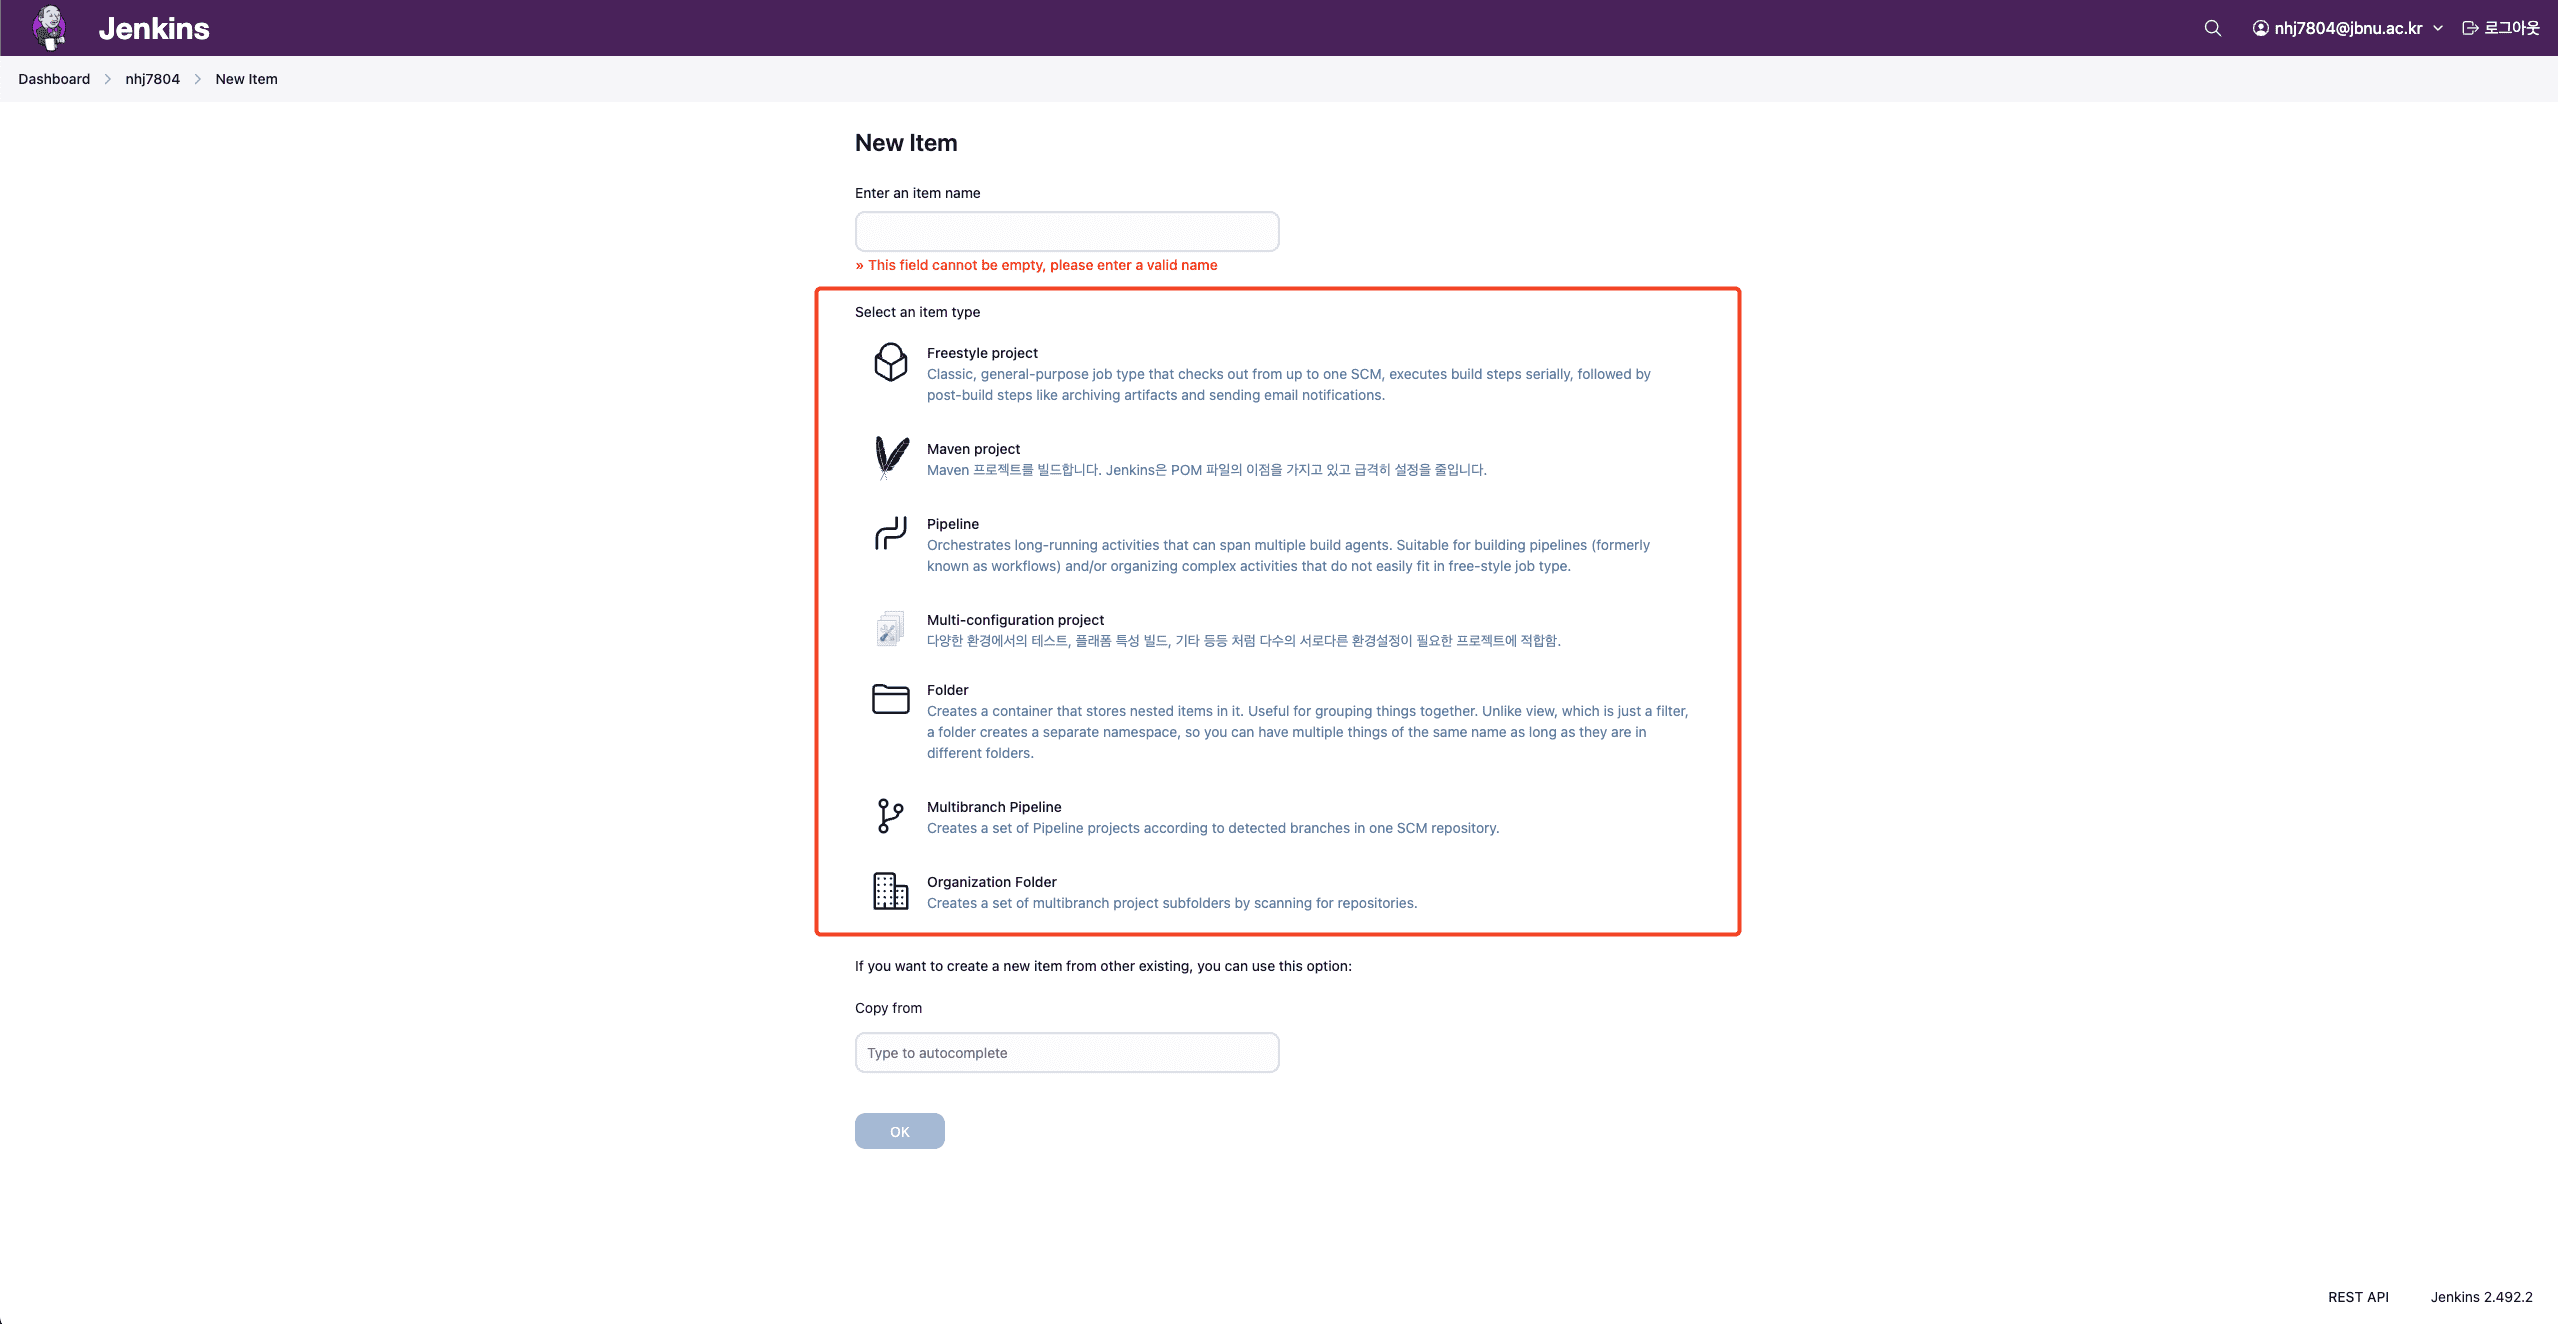 Jenkins
nhj7804@jbnu.ac.kr
로그아웃
Dashboard
nhj7804
New Item
New Item
Enter an item name
» This field cannot be empty, please enter a valid name
Select an item type
Freestyle project
Classic, general-purpose job type that checks out from up to one SCM, executes build steps serially, followed by
post-build steps like archiving artifacts and sending email notifications.
Maven project
Maven 프로젝트를 빌드합니다. Jenkins은 POM 파일의 이점을 가지고 있고 급격히 설정을 줄입니다.
Pipeline
Orchestrates long-running activities that can span multiple build agents. Suitable for building pipelines (formerly
known as workflows) and/or organizing complex activities that do not easily fit in free-style job type.
Multi-configuration project
다양한 환경에서의 테스트, 플래폼 특성 빌드, 기타 등등 처럼 다수의 서로다른 환경설정이 필요한 프로젝트에 적합함.
Folder
Creates a container that stores nested items in it. Useful for grouping things together. Unlike view, which is just a filter,
a folder creates a separate namespace, so you can have multiple things of the same name as long as they are in
different folders.
Multibranch Pipeline
Creates a set of Pipeline projects according to detected branches in one SCM repository.
Organization Folder
Creates a set of multibranch project subfolders by scanning for repositories.
If you want to create a new item from other existing, you can use this option:
Copy from
Type to autocomplete
OK
REST API
Jenkins 2.492.2